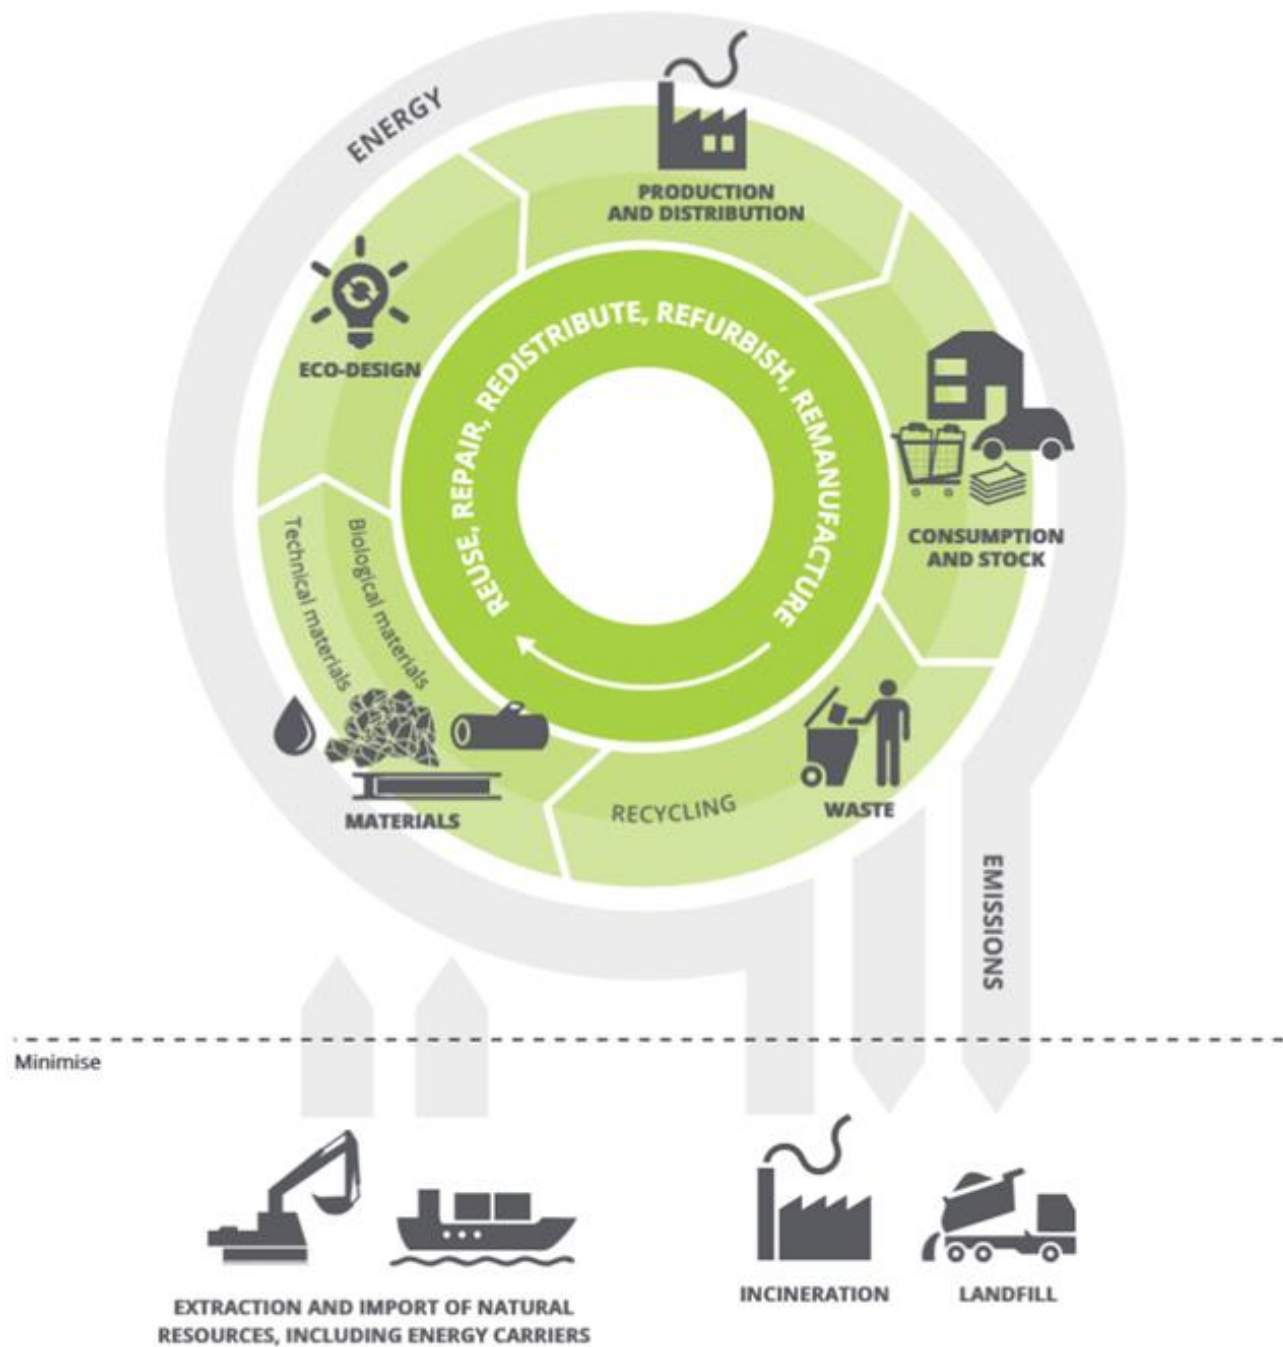 ENERGY
PRODUCTION
AND DISTRIBUTION
ECO-DESIGN
REUSE, REPAIR, REDISTRIBUTE, REFURBISH, REMANUFACTURE
CONSUMPTION
AND STOCK
Technical materials
Biological materials
MATERIALS
RECYCLING
WASTE
EMISSIONS
Minimise
EXTRACTION AND IMPORT OF NATURAL
RESOURCES, INCLUDING ENERGY CARRIERS
INCINERATION
LANDFILL